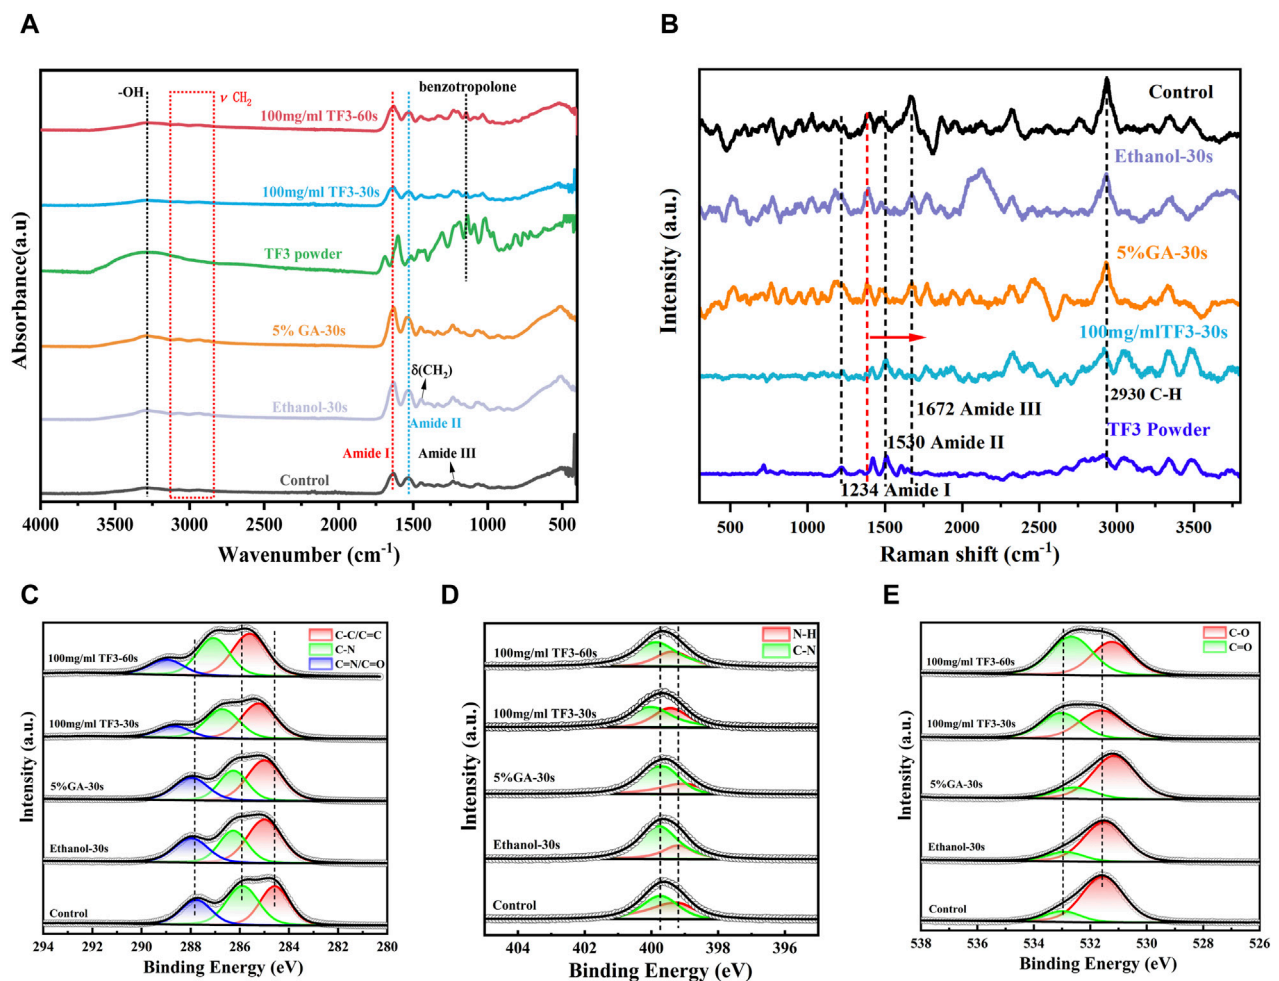 A
-OH
ν CH₂
benzotropolone
100mg/ml TF3-60s
100mg/ml TF3-30s
TF3 powder
5% GA-30s
δ(CH₂)
Ethanol-30s
Amide II
Amide I
Amide III
Control
Absorbance(a.u)
4000 3500 3000 2500 2000 1500 1000 500
Wavenumber (cm⁻¹)
B
Control
Ethanol-30s
5%GA-30s
100mg/mlTF3-30s
2930 C-H
1672 Amide III
1530 Amide II
TF3 Powder
1234 Amide I
Intensity (a.u.)
500 1000 1500 2000 2500 3000 3500
Raman shift (cm⁻¹)
C
C-C/C=C
C-N
C=N/C=O
100mg/ml TF3-60s
100mg/ml TF3-30s
5%GA-30s
Ethanol-30s
Control
Intensity (a.u.)
294 292 290 288 286 284 282 280
Binding Energy (eV)
D
N-H
C-N
100mg/ml TF3-60s
100mg/ml TF3-30s
5%GA-30s
Ethanol-30s
Control
Intensity (a.u.)
404 402 400 398 396
Binding Energy (eV)
E
C-O
C=O
100mg/ml TF3-60s
100mg/ml TF3-30s
5%GA-30s
Ethanol-30s
Control
Intensity (a.u.)
538 536 534 532 530 528 526
Binding Energy (eV)